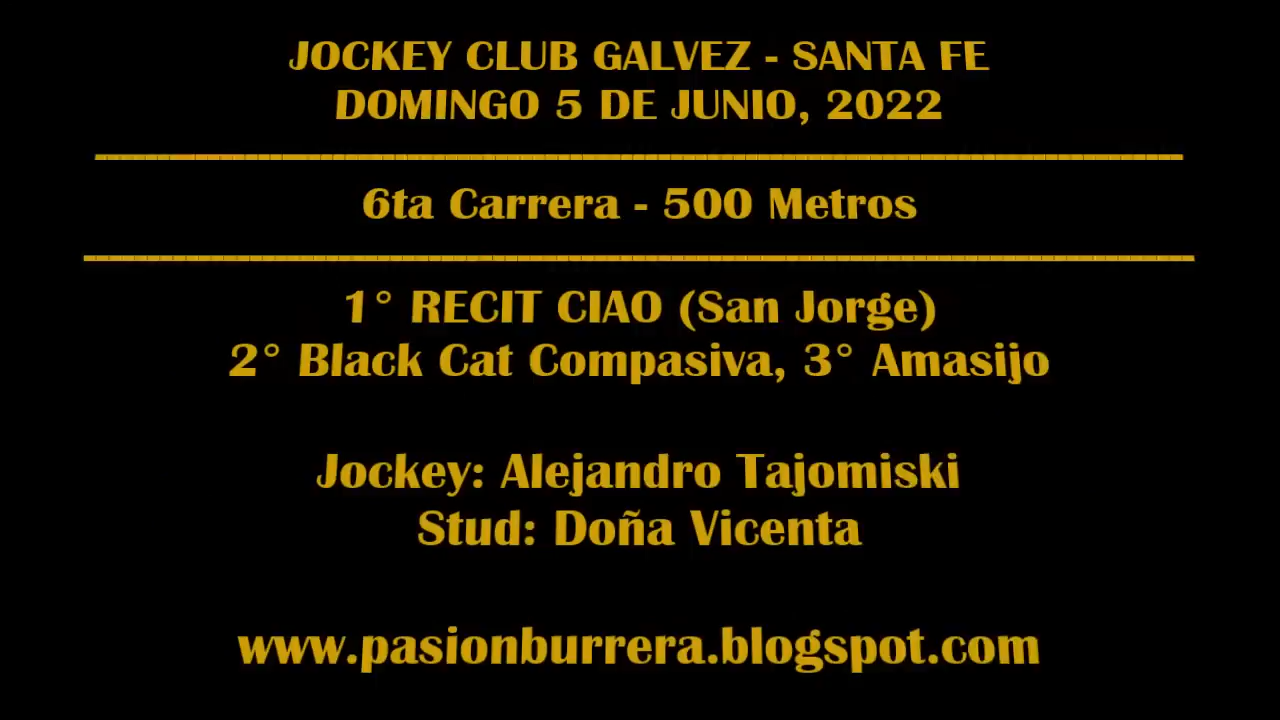 JOCKEY CLUB GALVEZ - SANTA FE
DOMINGO 5 DE JUNIO, 2022
6ta Carrera - 500 Metros
1° RECIT CIAO (San Jorge)
2° Black Cat Compasiva, 3° Amasijo
Jockey: Alejandro Tajomiski
Stud: Doña Vicenta
www.pasionburrera.blogspot.com